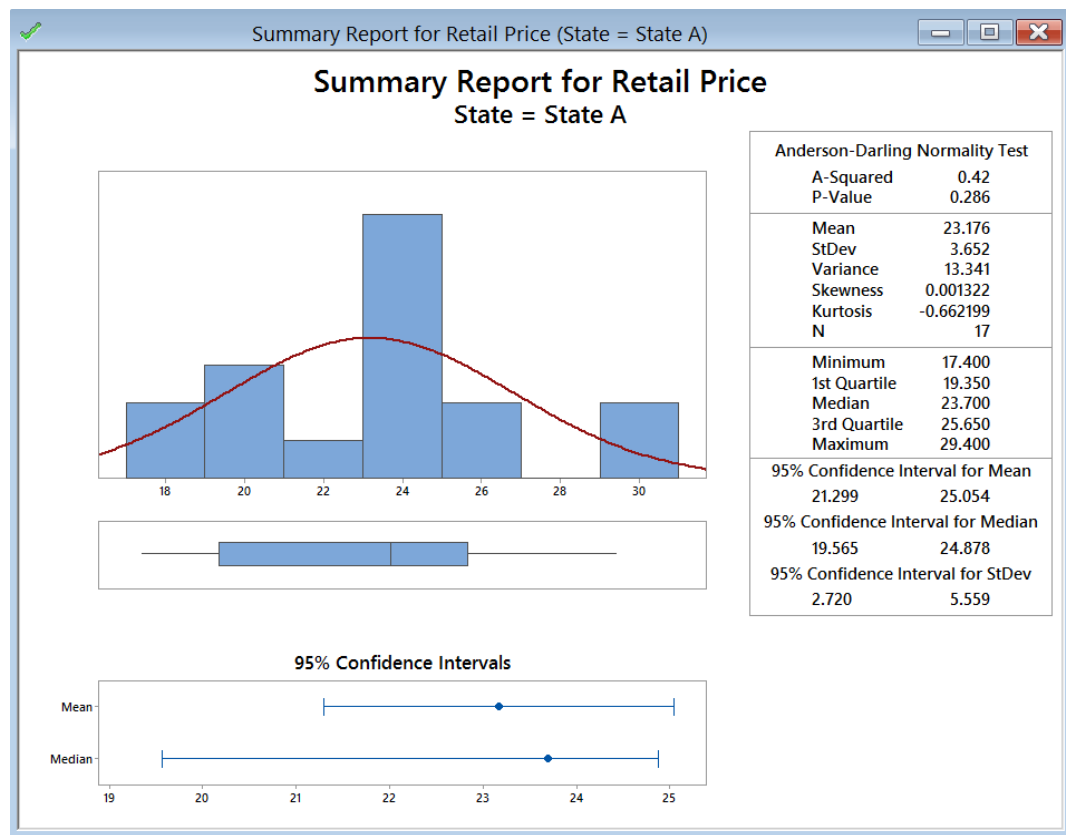 Summary Report for Retail Price (State = State A)
Summary Report for Retail Price
State = State A
18 20 22 24 26 28 30
95% Confidence Intervals
Mean
Median
19 20 21 22 23 24 25
Anderson-Darling Normality Test
A-Squared 0.42
P-Value 0.286
Mean 23.176
StDev 3.652
Variance 13.341
Skewness 0.001322
Kurtosis -0.662199
N 17
Minimum 17.400
1st Quartile 19.350
Median 23.700
3rd Quartile 25.650
Maximum 29.400
95% Confidence Interval for Mean
21.299 25.054
95% Confidence Interval for Median
19.565 24.878
95% Confidence Interval for StDev
2.720 5.559